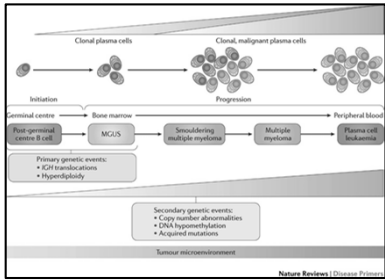 Clonal plasma cells
Clonal, malignant plasma cells
Initiation
Progression
Germinal centre
Bone marrow
Peripheral blood
Post-germinal
centre B cell
MGUS
Smouldering
multiple myeloma
Multiple
myeloma
Plasma cell
leukaemia
Primary genetic events:
• IGH translocations
• Hyperdiploidy
Secondary genetic events:
• Copy number abnormalities
• DNA hypomethylation
• Acquired mutations
Tumour microenvironment
Nature Reviews | Disease Primers